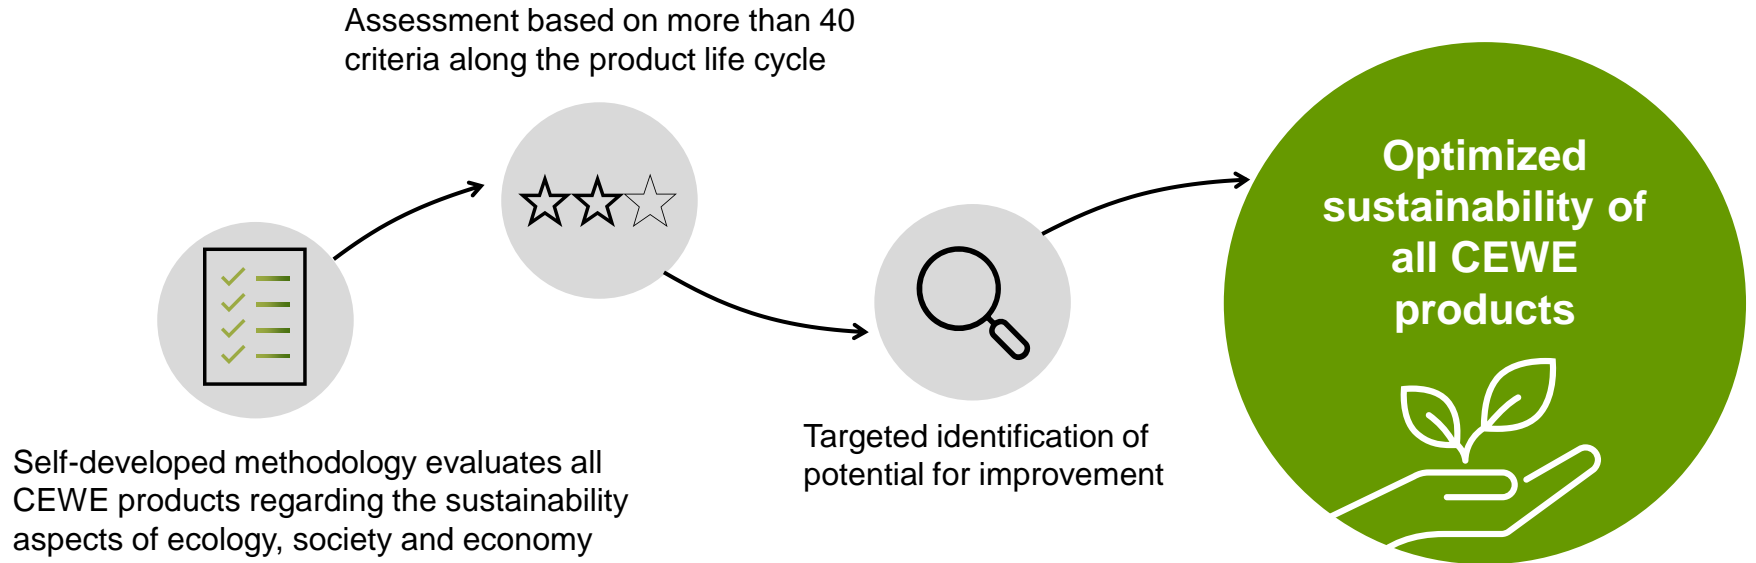 Assessment based on more than 40
criteria along the product life cycle
Self-developed methodology evaluates all
CEWE products regarding the sustainability
aspects of ecology, society and economy
Targeted identification of
potential for improvement
Optimized
sustainability of
all CEWE
products